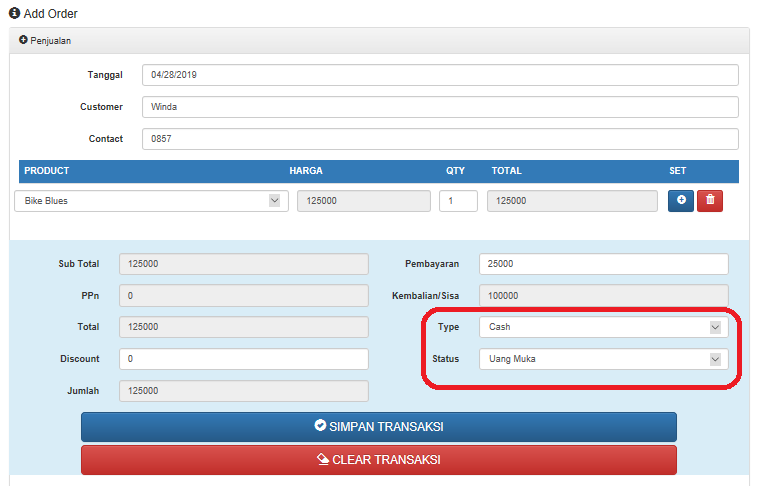 Add Order
Penjualan
Tanggal 04/28/2019
Customer Winda
Contact 0857
PRODUCT HARGA QTY TOTAL SET
Bike Blues 125000 1 125000
Sub Total 125000 Pembayaran 25000
PPn 0 Kembalian/Sisa 100000
Total 125000 Type Cash
Discount 0 Status Uang Muka
Jumlah 125000
SIMPAN TRANSAKSI
CLEAR TRANSAKSI